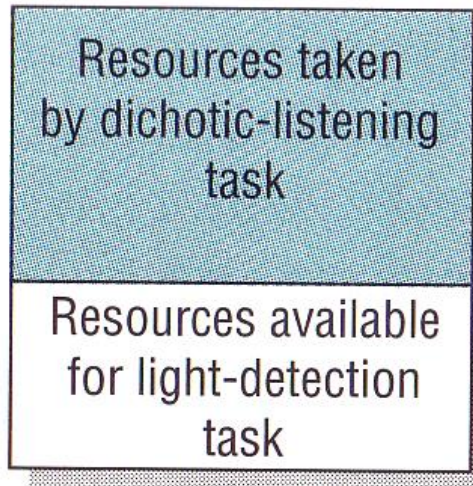 Resources taken
by dichotic-listening
task
Resources available
for light-detection
task